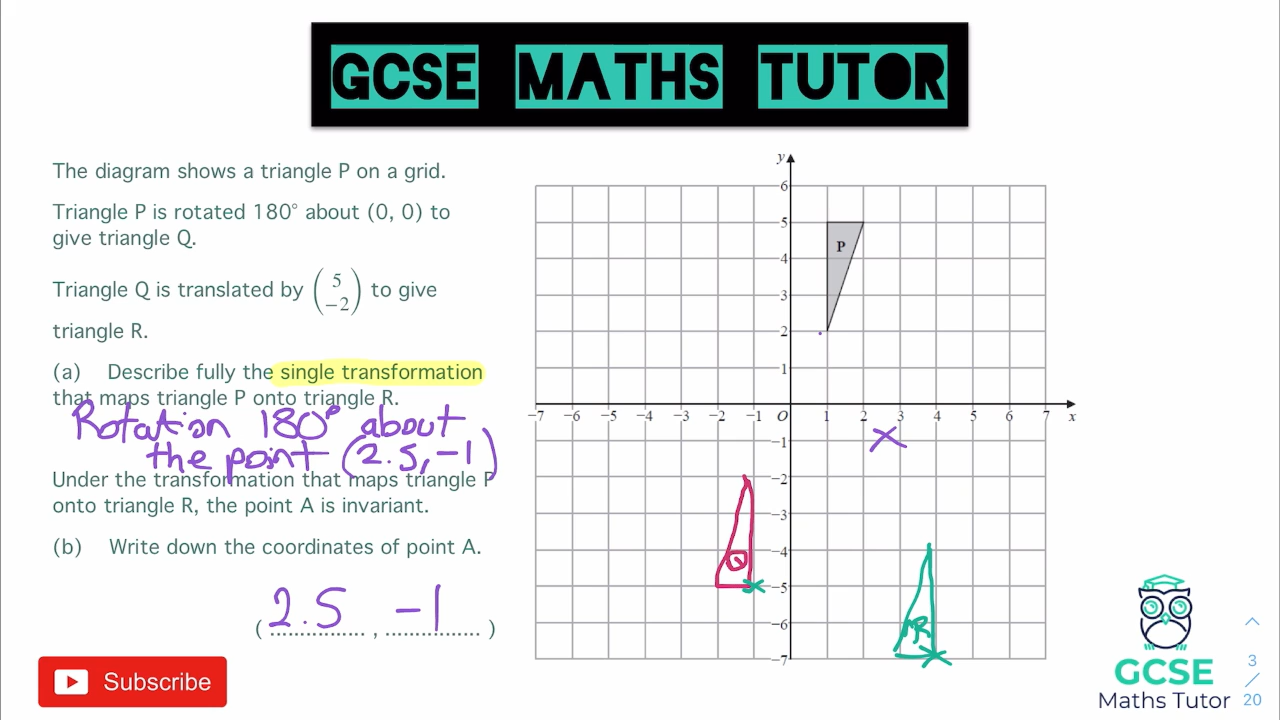 GCSE MATHS TUTOR
The diagram shows a triangle P on a grid.
Triangle P is rotated 180° about (0, 0) to
give triangle Q.
Triangle Q is translated by (5 −2) to give
triangle R.
(a) Describe fully the single transformation
that maps triangle P onto triangle R.
Rotation 180° about
the point (2.5, -1)
Under the transformation that maps triangle P
onto triangle R, the point A is invariant.
(b) Write down the coordinates of point A.
( 2.5 , -1 )
Subscribe
y
6
5
P
4
3
2
1
−7 −6 −5 −4 −3 −2 −1 O 1 2 3 4 5 6 7 x
−1
−2
−3
−4
Q
−5
−6
R
−7
GCSE
Maths Tutor
3
/
20